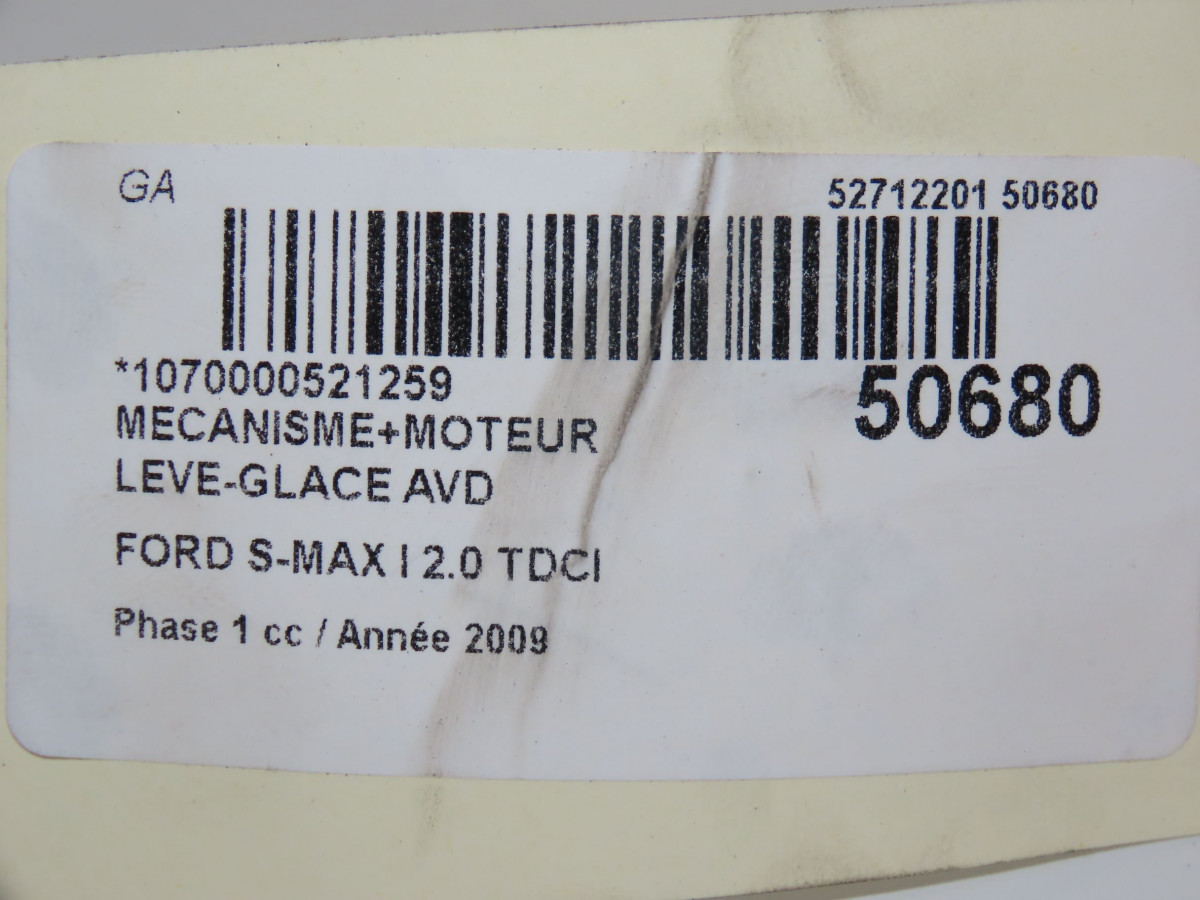 GA
52712201 50680
*1070000521259
50680
MECANISME+MOTEUR
LEVE-GLACE AVD
FORD S-MAX I 2.0 TDCI
Phase 1 cc / Année 2009